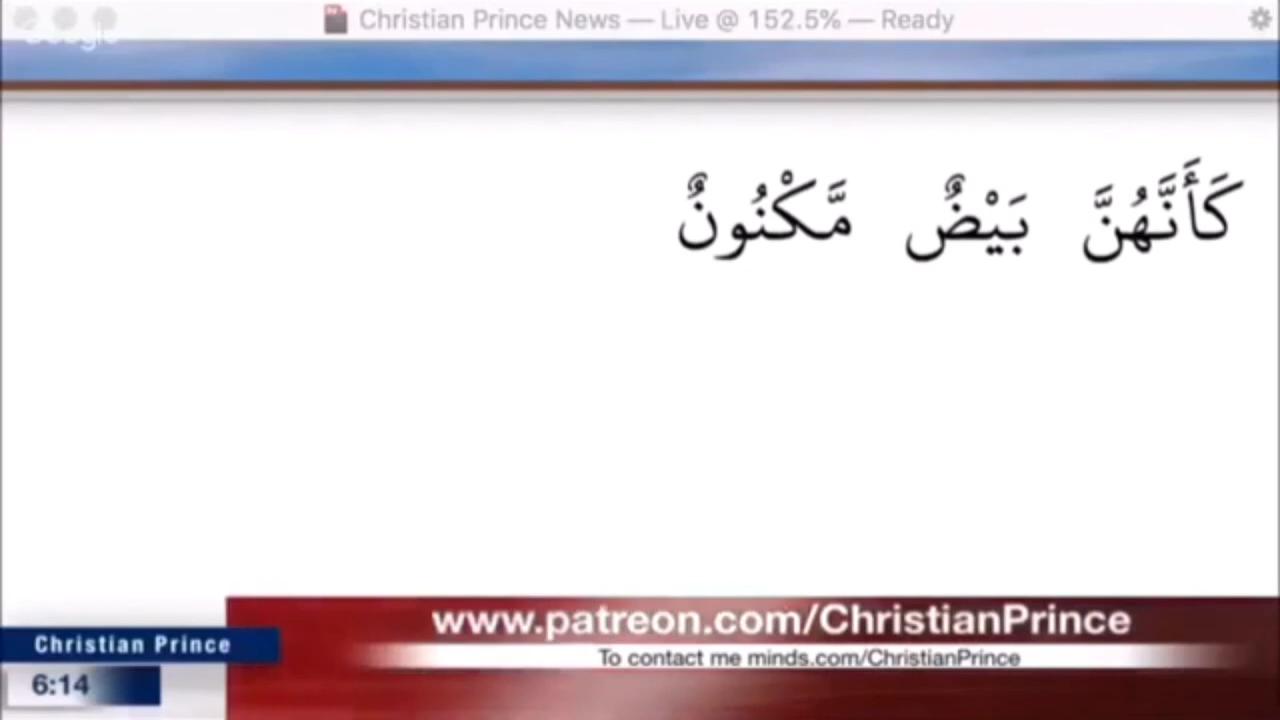 Christian Prince News — Live @ 152.5% — Ready
Google
كَأَنَّهُنَّ بَيْضٌ مَّكْنُونٌ
www.patreon.com/ChristianPrince
Christian Prince
To contact me minds.com/ChristianPrince
6:14